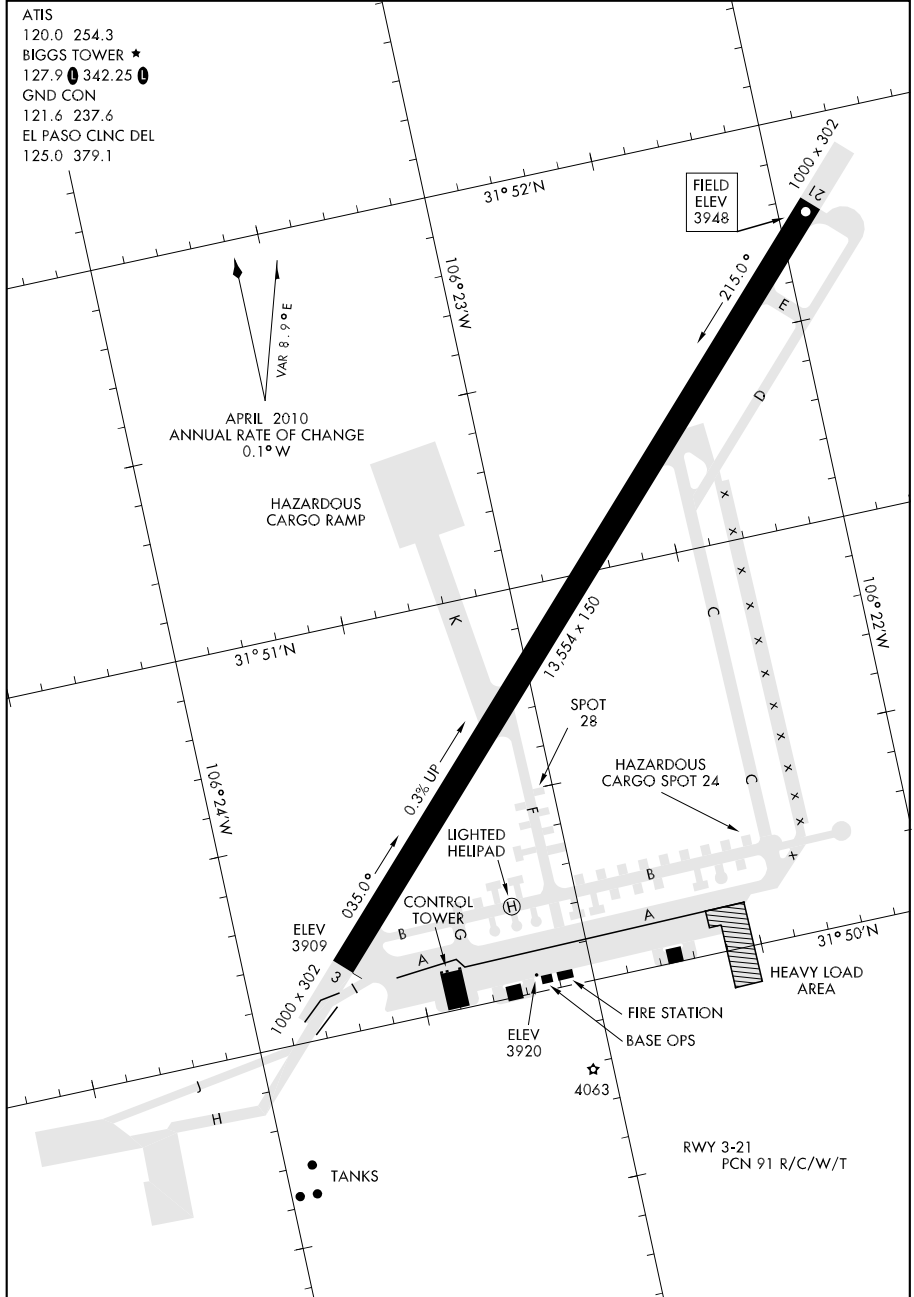 ATIS
120.0 254.3
BIGGS TOWER ★
127.9 Ⓛ 342.25 Ⓛ
GND CON
121.6 237.6
EL PASO CLNC DEL
125.0 379.1
1000 x 302
31°52'N
FIELD
ELEV
3948
21
106°23'W
215.0°
VAR 8.9°E
E
D
APRIL 2010
ANNUAL RATE OF CHANGE
0.1°W
HAZARDOUS
CARGO RAMP
K
C
106°22'W
31°51'N
13,554 x 150
SPOT
28
106°24'W
0.3% UP
HAZARDOUS
CARGO SPOT 24
C
F
LIGHTED
HELIPAD
035.0°
H
B
CONTROL
TOWER
A
ELEV
3909
B
G
A
31°50'N
3
I
1000 x 302
HEAVY LOAD
AREA
FIRE STATION
ELEV
3920
BASE OPS
4063
J
H
RWY 3-21
PCN 91 R/C/W/T
TANKS